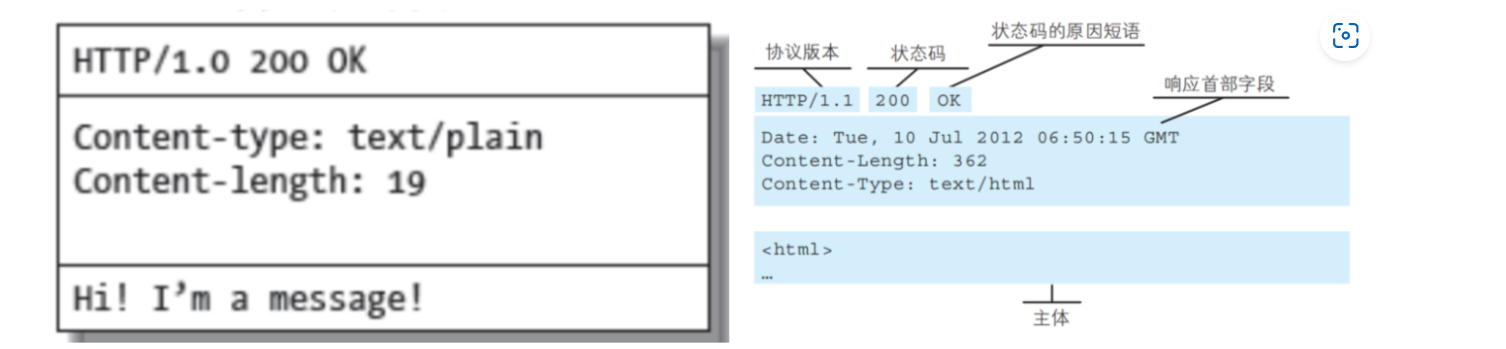 HTTP/1.0 200 OK
Content-type: text/plain
Content-length: 19
Hi! I’m a message!
状态码的原因短语
协议版本
状态码
响应首部字段
HTTP/1.1 200 OK
Date: Tue, 10 Jul 2012 06:50:15 GMT
Content-Length: 362
Content-Type: text/html
<html>
…
主体